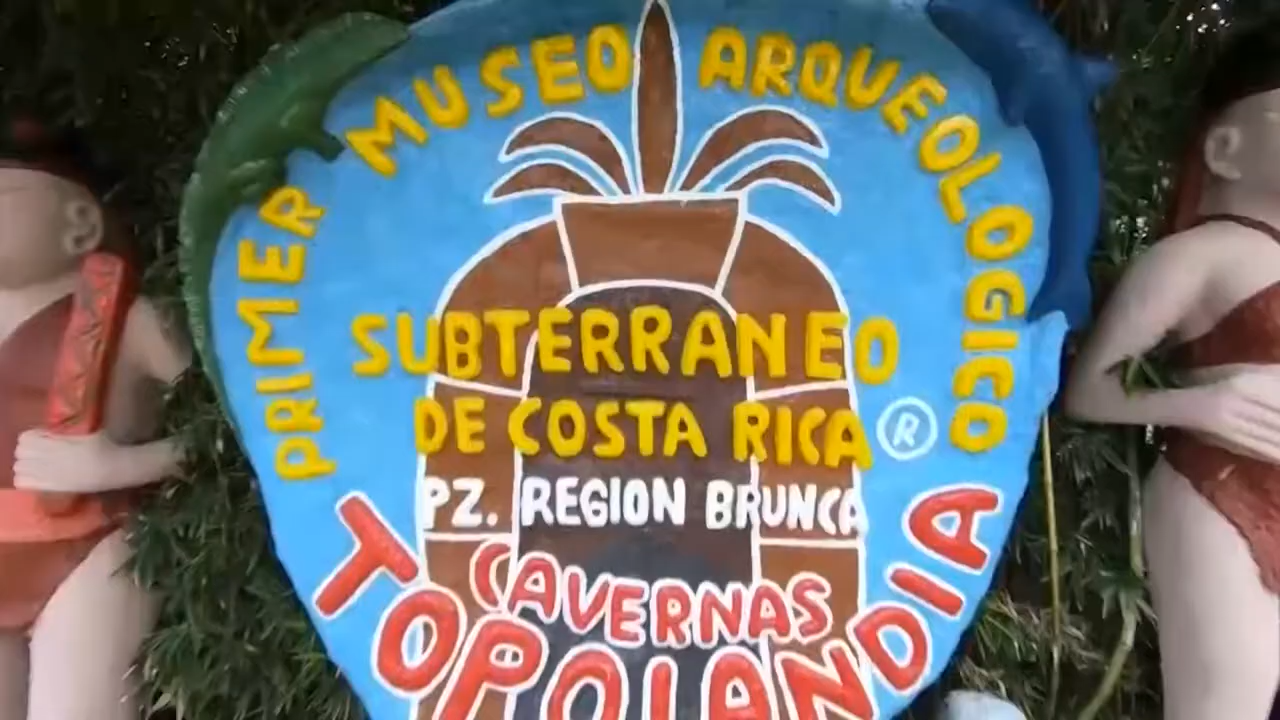 PRIMER MUSEO ARQUEOLOGICO
SUBTERRANEO
DE COSTA RICA ®
PZ. REGION BRUNCA
CAVERNAS
TOPOLANDIA